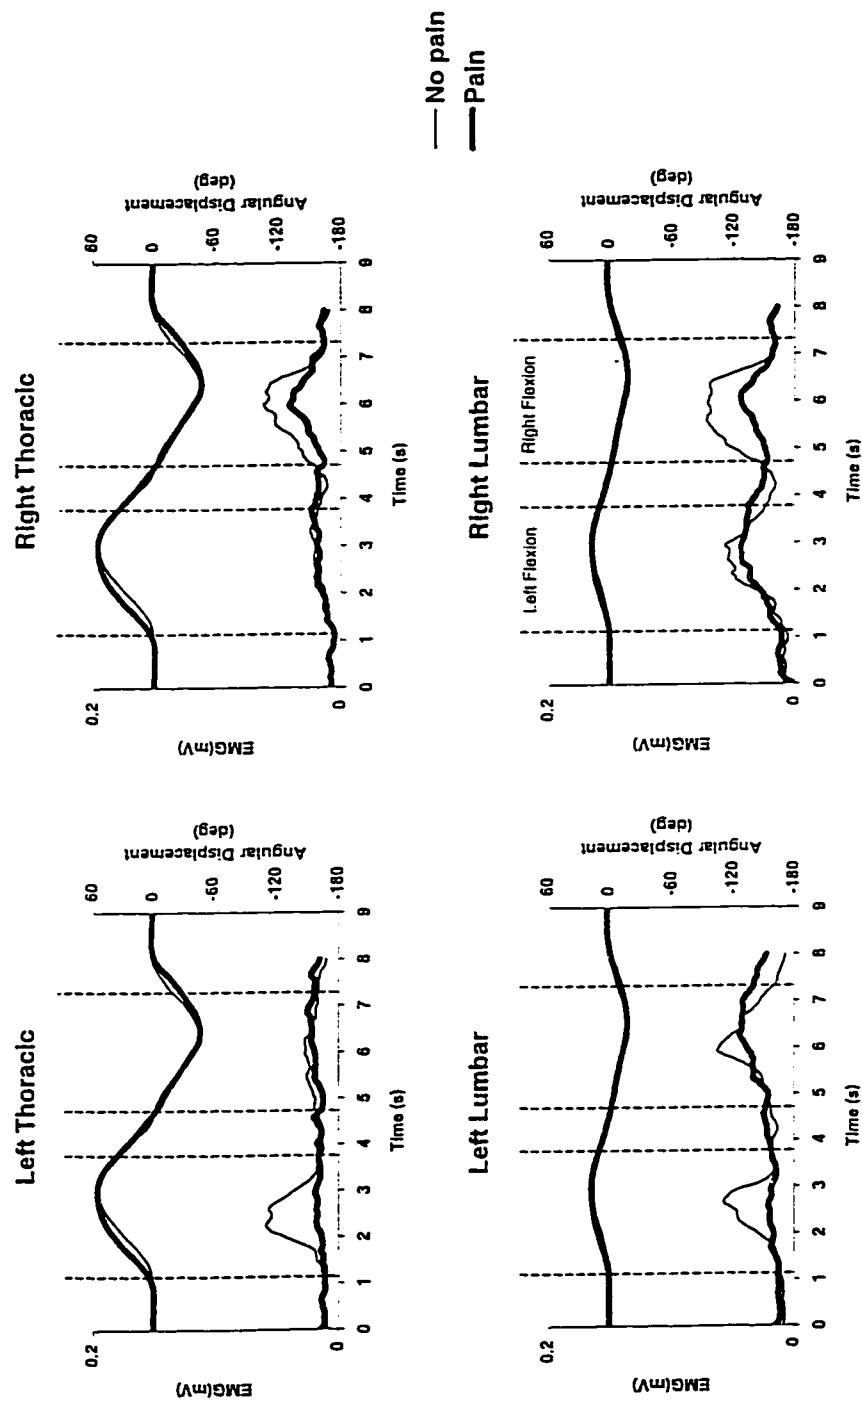 Left Thoracic
0.2
EMG(mV)
0
60
0
-60
-120
-180
Angular Displacement
(deg)
0 1 2 3 4 5 6 7 8 9
Time (s)
Right Thoracic
0.2
EMG(mV)
0
60
0
-60
-120
-180
Angular Displacement
(deg)
0 1 2 3 4 5 6 7 8 9
Time (s)
No pain
Pain
Left Lumbar
0.2
EMG(mV)
0
60
0
-60
-120
-180
Angular Displacement
(deg)
0 1 2 3 4 5 6 7 8 9
Time (s)
Right Lumbar
Left Flexion
Right Flexion
0.2
EMG(mV)
0
60
0
-60
-120
-180
Angular Displacement
(deg)
0 1 2 3 4 5 6 7 8 9
Time (s)